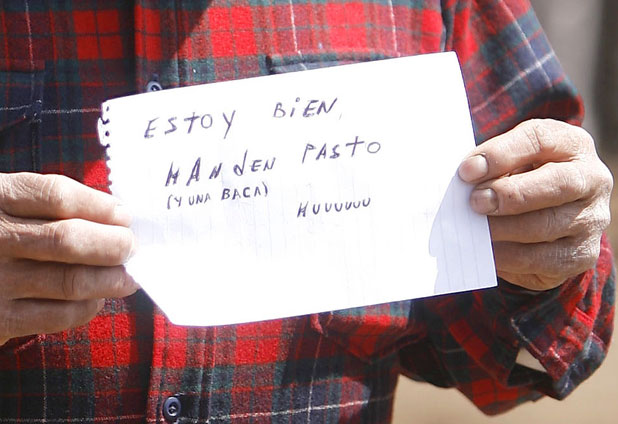 ESTOY BIEN,
MANDEN PASTO
(Y UNA BACA)
MUUUUUU